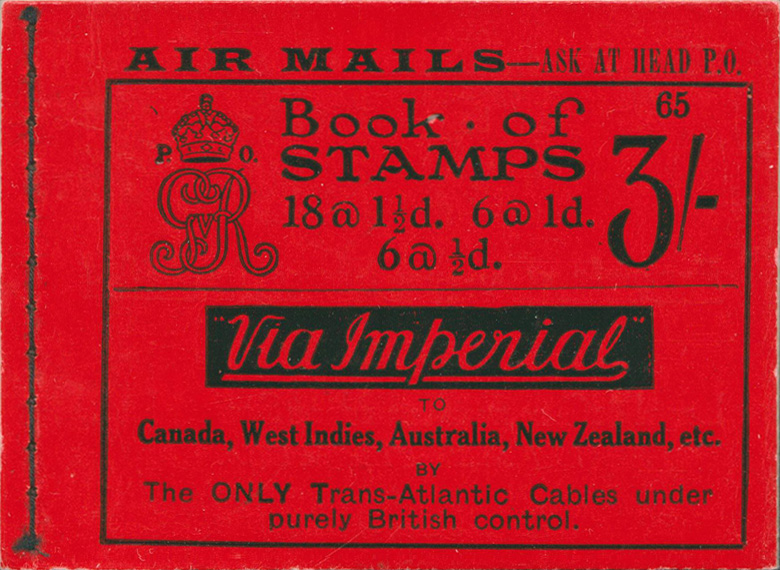 AIR MAILS—ASK AT HEAD P.O.
65
Book · of
STAMPS
3/-
P. O.
GR
18 @ 1½d. 6 @ 1d.
6 @ ½d.
"Via Imperial"
TO
Canada, West Indies, Australia, New Zealand, etc.
BY
The ONLY Trans-Atlantic Cables under
purely British control.